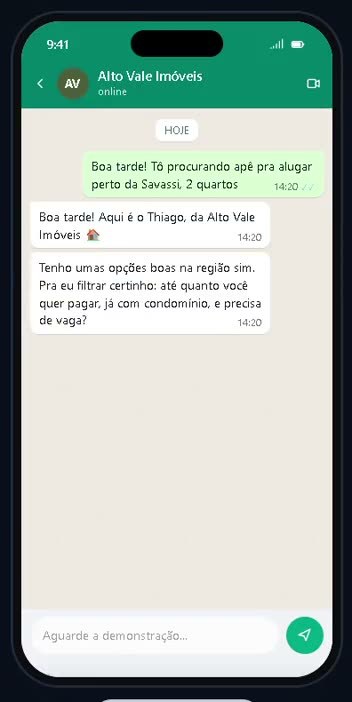 9:41
AV
Alto Vale Imóveis
online
HOJE
Boa tarde! Tô procurando apê pra alugar
perto da Savassi, 2 quartos
14:20
Boa tarde! Aqui é o Thiago, da Alto Vale
Imóveis
14:20
Tenho umas opções boas na região sim.
Pra eu filtrar certinho: até quanto você
quer pagar, já com condomínio, e precisa
de vaga?
14:20
Aguarde a demonstração...